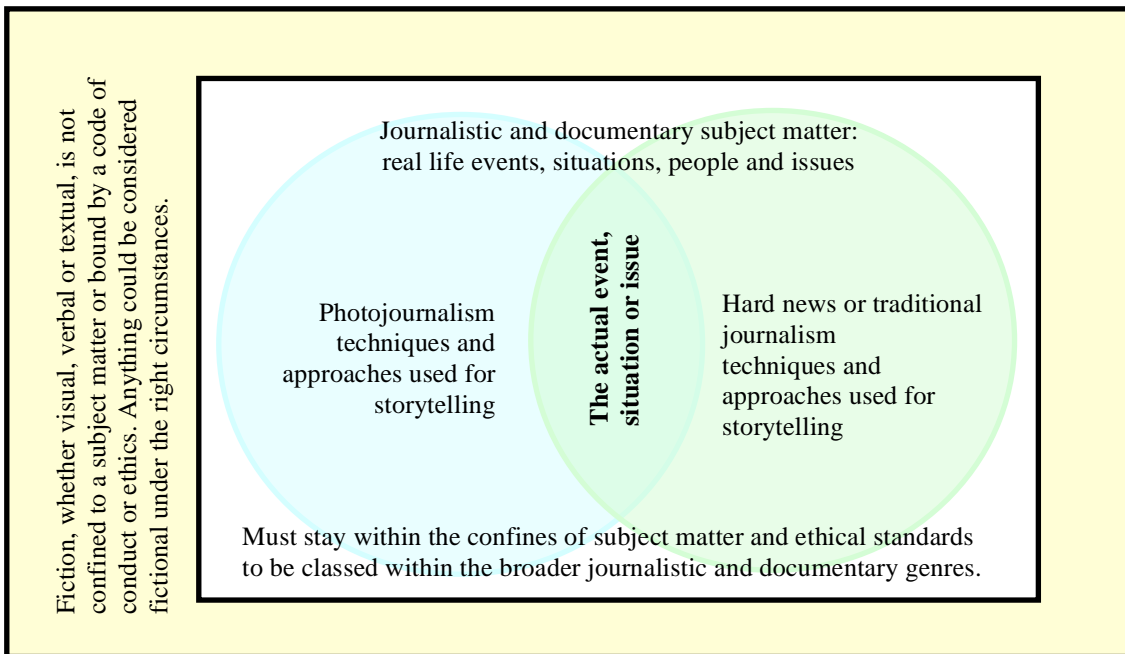 Fiction, whether visual, verbal or textual, is not
confined to a subject matter or bound by a code of
conduct or ethics. Anything could be considered
fictional under the right circumstances.
Journalistic and documentary subject matter:
real life events, situations, people and issues
Photojournalism
techniques and
approaches used for
storytelling
The actual event,
situation or issue
Hard news or traditional
journalism
techniques and
approaches used for
storytelling
Must stay within the confines of subject matter and ethical standards
to be classed within the broader journalistic and documentary genres.